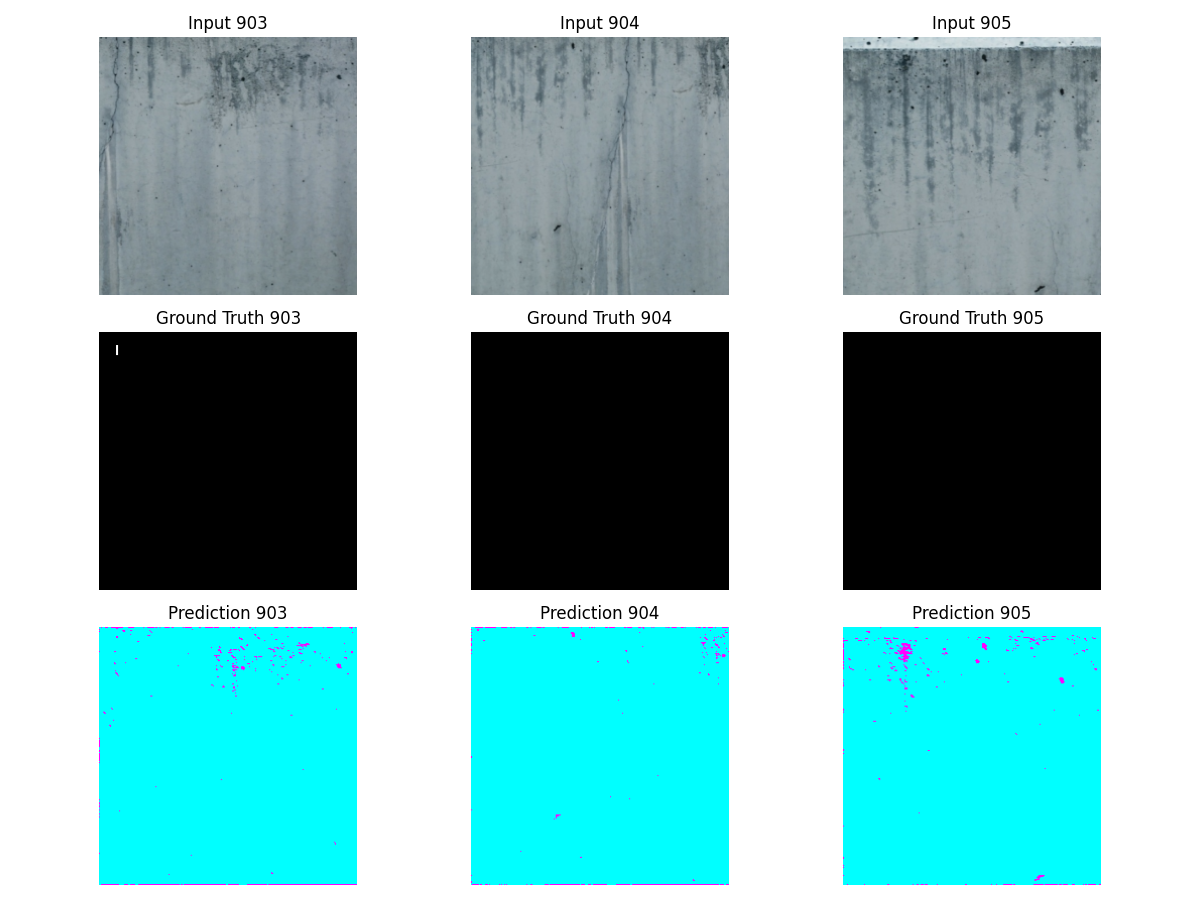 Input 903
Input 904
Input 905
Ground Truth 903
Ground Truth 904
Ground Truth 905
Prediction 903
Prediction 904
Prediction 905